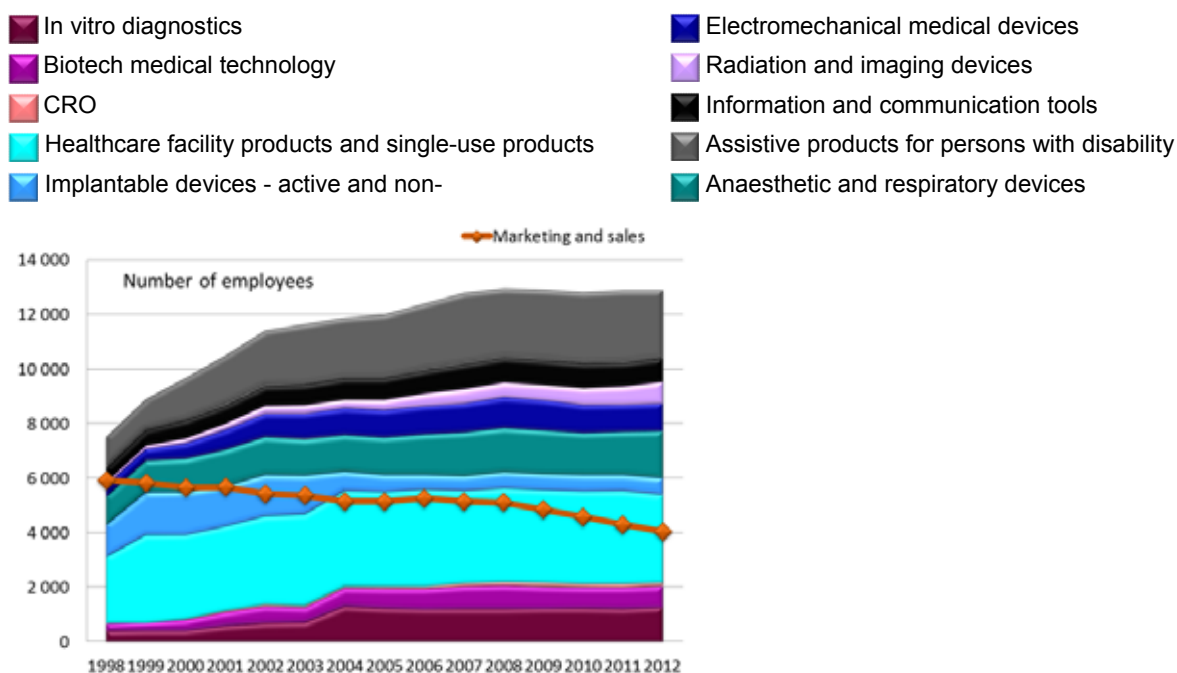 In vitro diagnostics
Biotech medical technology
CRO
Healthcare facility products and single-use products
Implantable devices - active and non-
Electromechanical medical devices
Radiation and imaging devices
Information and communication tools
Assistive products for persons with disability
Anaesthetic and respiratory devices
Marketing and sales
Number of employees
14 000
12 000
10 000
8 000
6 000
4 000
2 000
0
1998 1999 2000 2001 2002 2003 2004 2005 2006 2007 2008 2009 2010 2011 2012